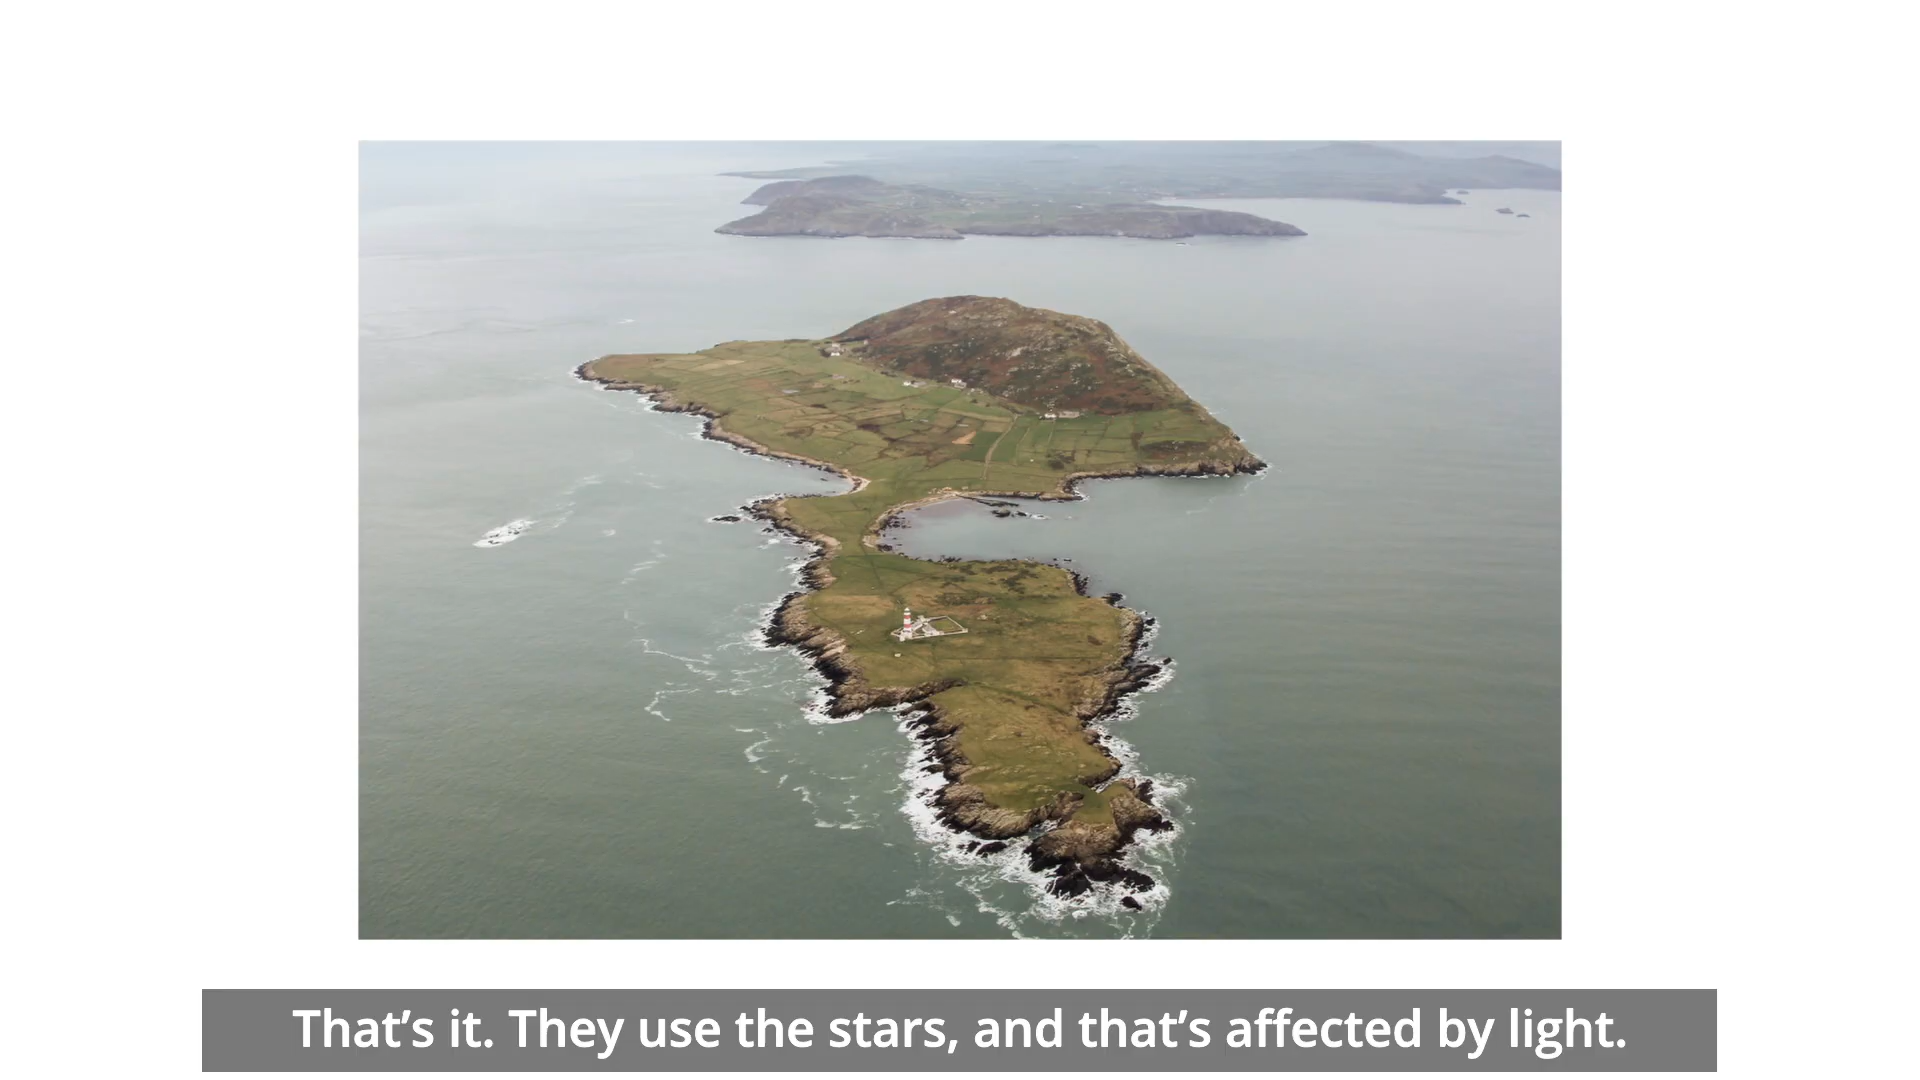 That’s it. They use the stars, and that’s affected by light.